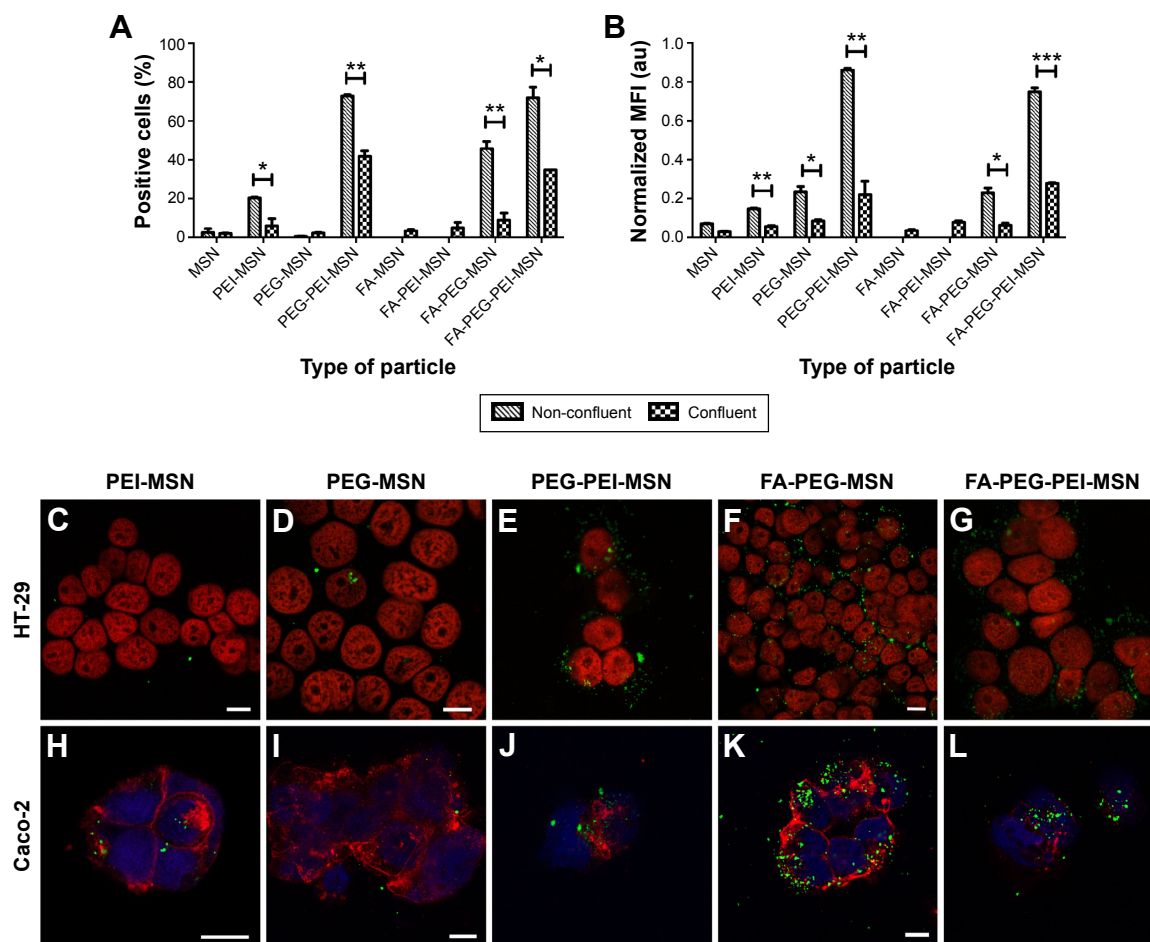 A
Positive cells (%)
100
80
60
40
20
0
* ** ** *
MSN
PEI-MSN
PEG-MSN
PEG-PEI-MSN
FA-MSN
FA-PEI-MSN
FA-PEG-MSN
FA-PEG-PEI-MSN
Type of particle
B
Normalized MFI (au)
1.0
0.8
0.6
0.4
0.2
0.0
** * ** * ***
MSN
PEI-MSN
PEG-MSN
PEG-PEI-MSN
FA-MSN
FA-PEI-MSN
FA-PEG-MSN
FA-PEG-PEI-MSN
Type of particle
Non-confluent Confluent
PEI-MSN PEG-MSN PEG-PEI-MSN FA-PEG-MSN FA-PEG-PEI-MSN
HT-29
C D E F G
Caco-2
H I J K L